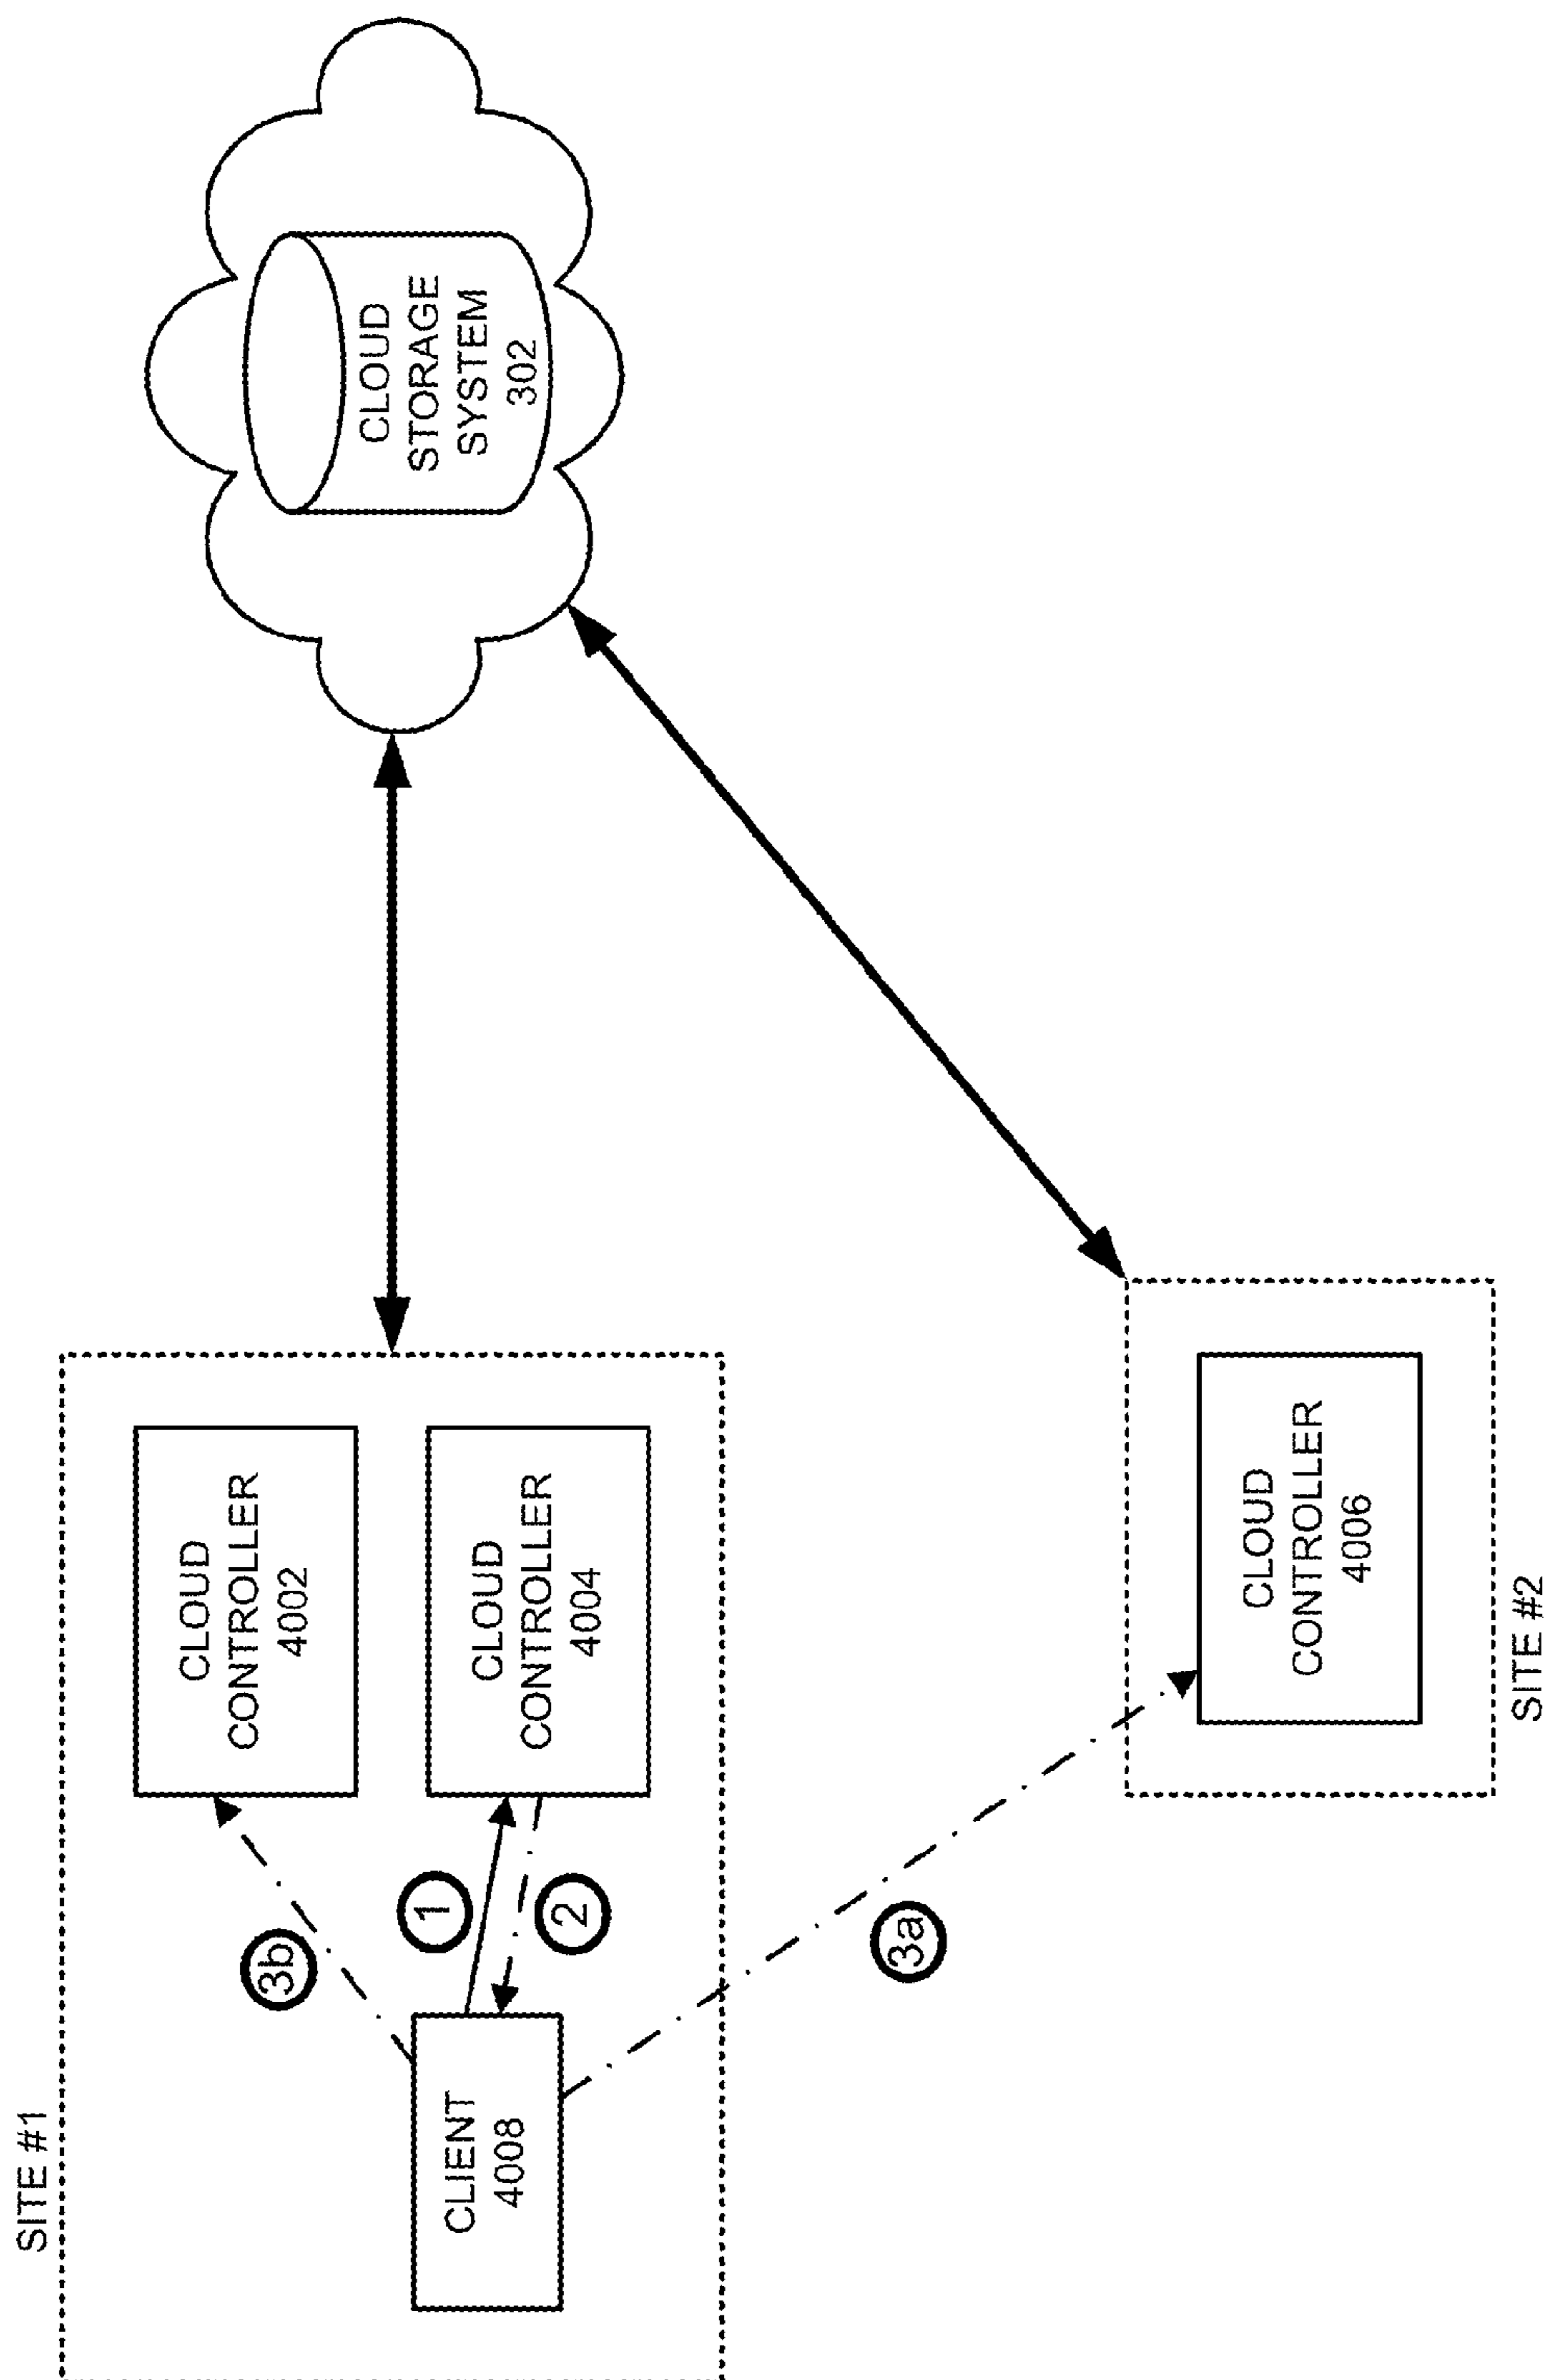 SITE #1
CLIENT
4008
3b
1
2
3a
CLOUD
CONTROLLER
4002
CLOUD
CONTROLLER
4004
CLOUD
CONTROLLER
4006
SITE #2
CLOUD
STORAGE
SYSTEM
302